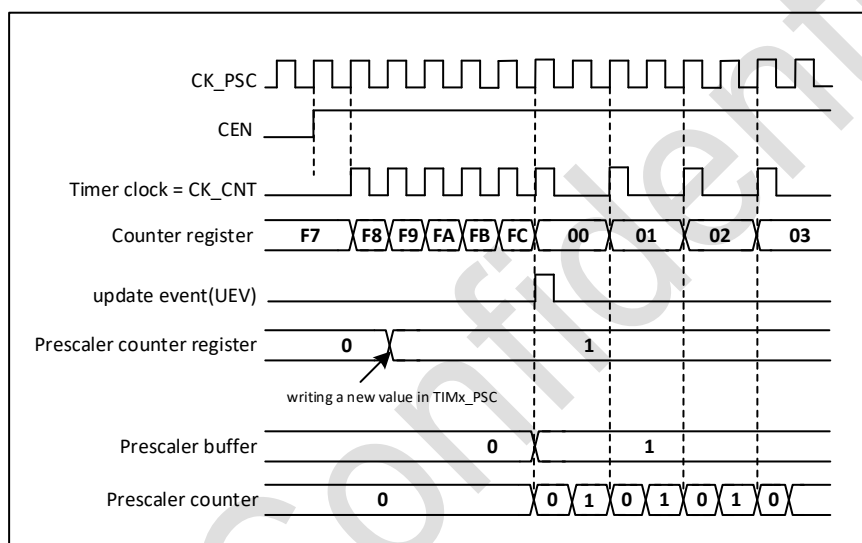 CK_PSC
CEN
Timer clock = CK_CNT
Counter register F7 F8 F9 FA FB FC 00 01 02 03
update event(UEV)
Prescaler counter register 0 1
writing a new value in TIMx_PSC
Prescaler buffer 0 1
Prescaler counter 0 0 1 0 1 0 1 0
Confident